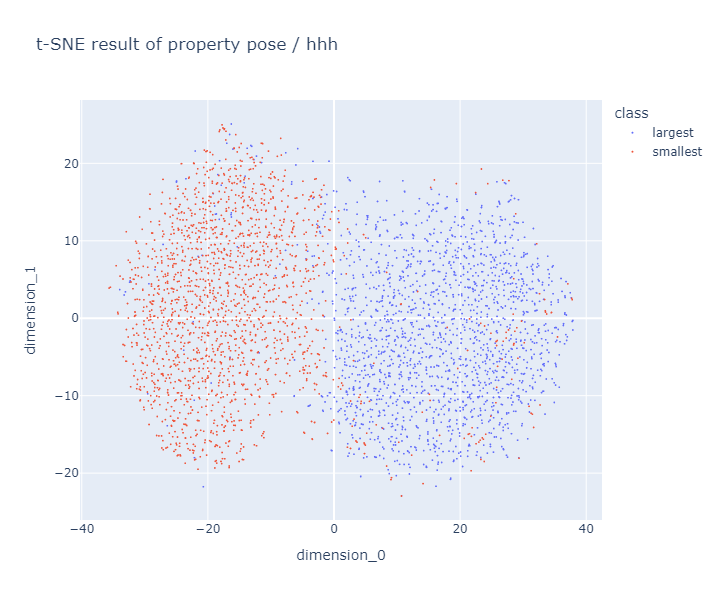 t-SNE result of property pose / hhh
class
largest
smallest
20
10
0
−10
−20
dimension_1
−40
−20
0
20
40
dimension_0